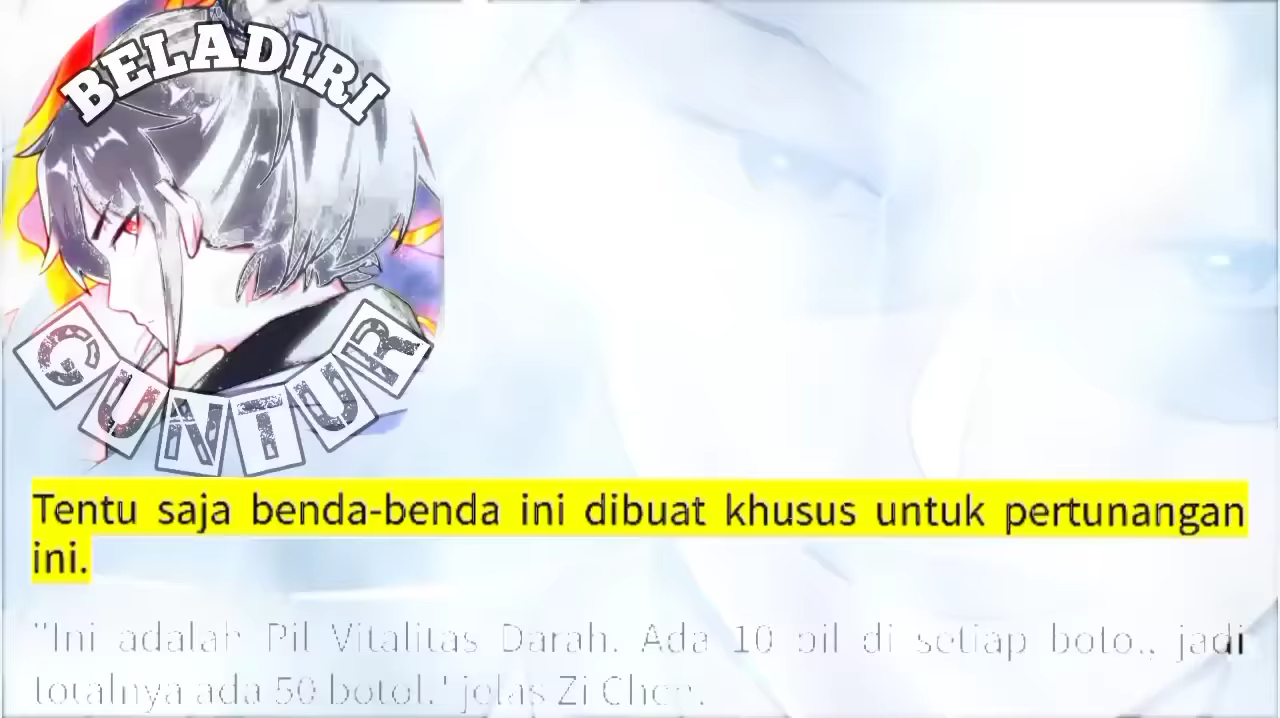 BELADIRI
GUNTUR
Tentu saja benda-benda ini dibuat khusus untuk pertunangan
ini.
"Ini adalah Pil Vitalitas Darah. Ada 10 pil di setiap botol, jadi
totalnya ada 50 botol." jelas Zi Chen.